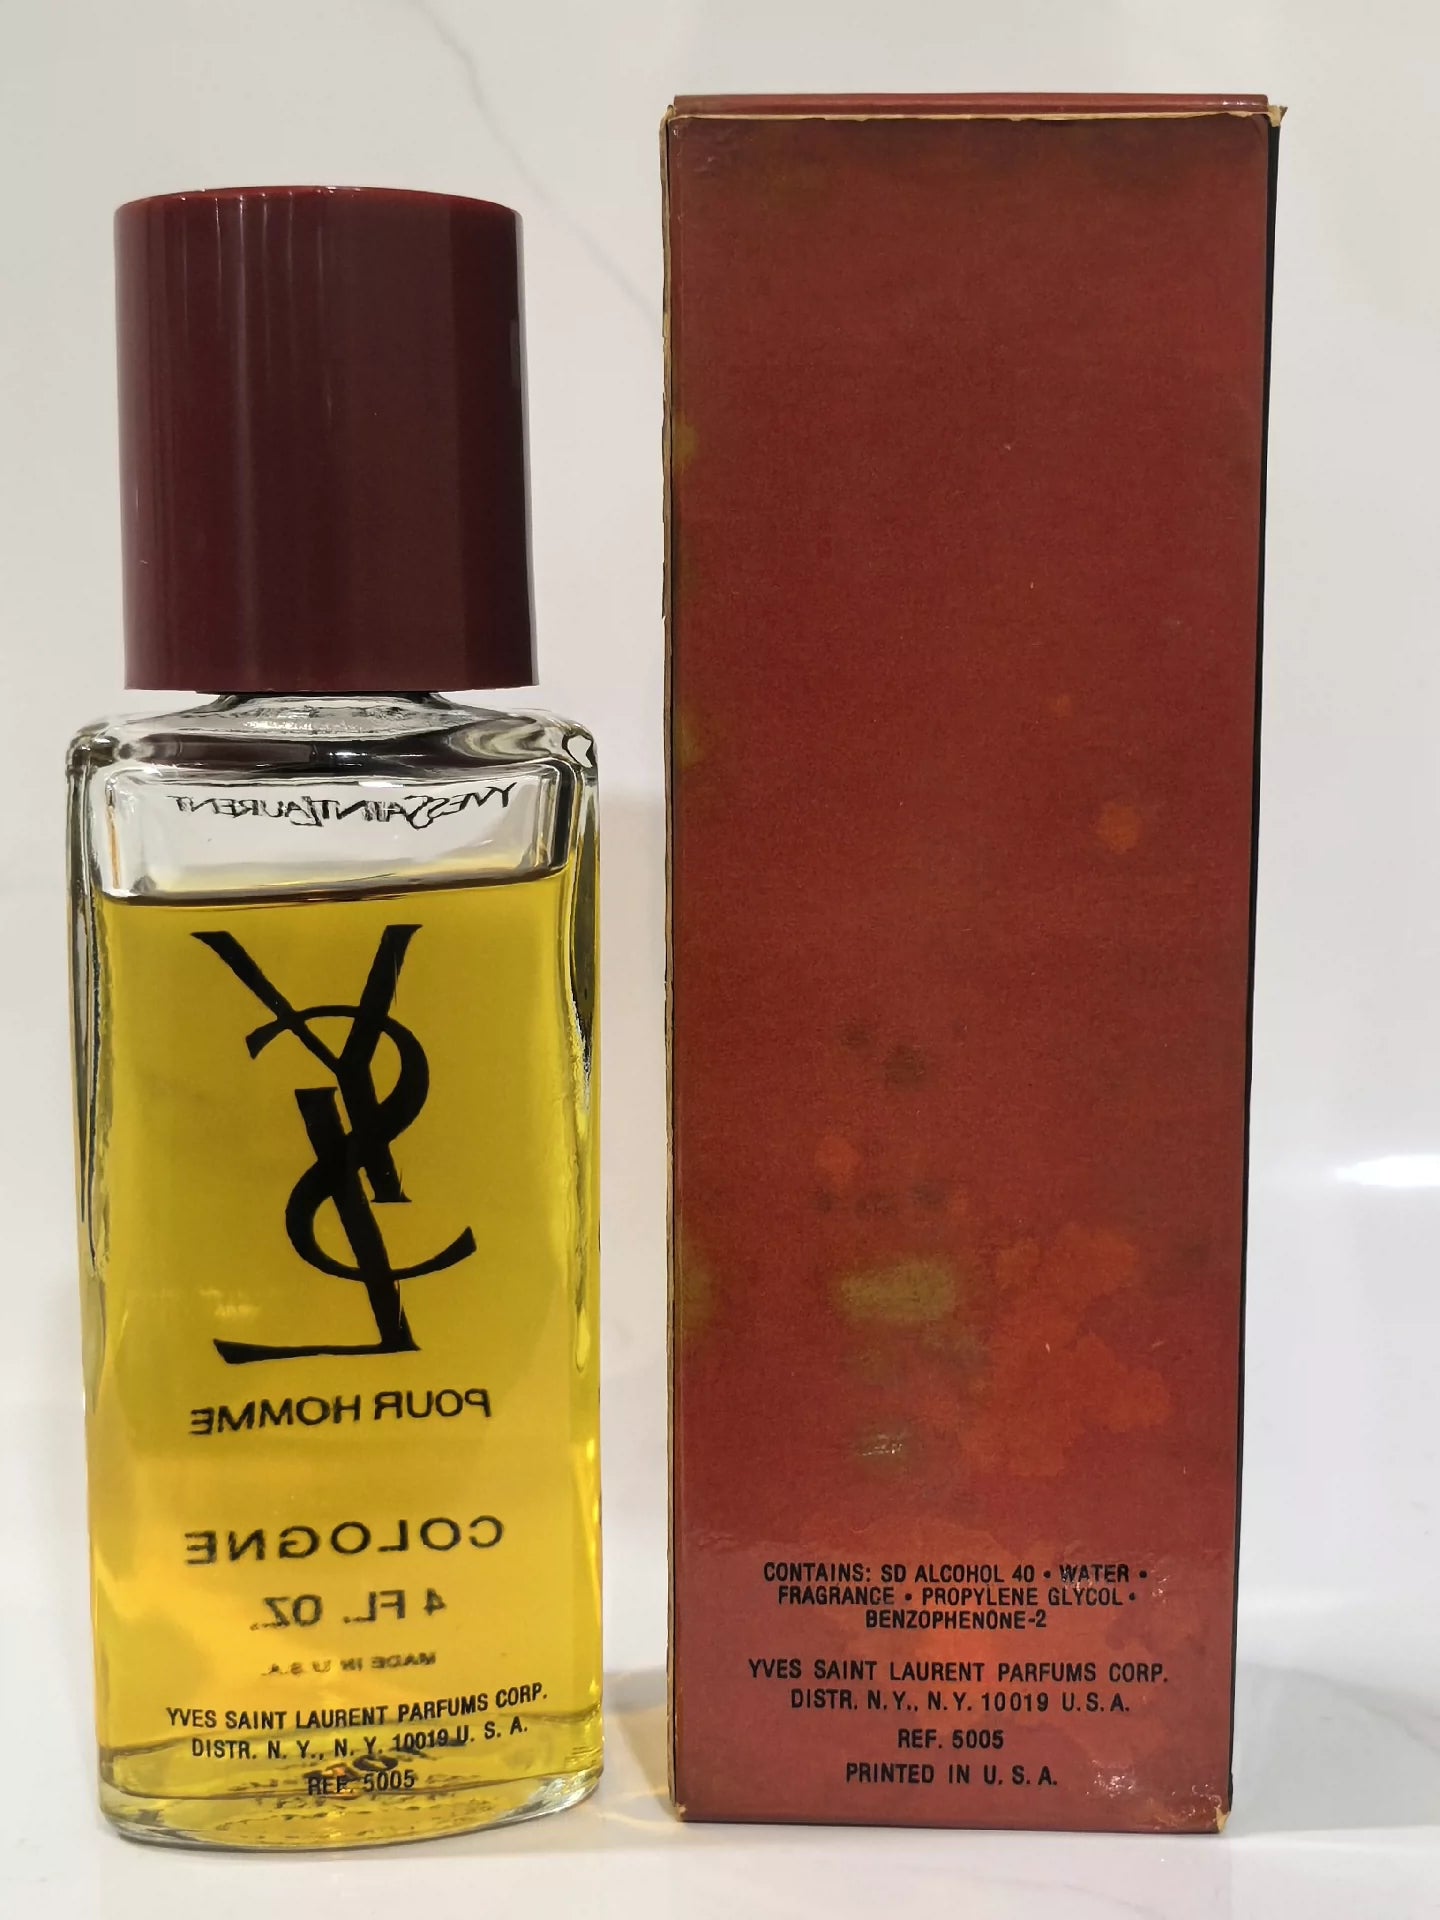 YVES SAINT LAURENT
YSL
POUR HOMME
COLOGNE
4 FL. OZ.
MADE IN U.S.A.
YVES SAINT LAURENT PARFUMS CORP.
DISTR. N. Y., N. Y. 10019 U. S. A.
REF. 5005
CONTAINS: SD ALCOHOL 40 • WATER •
FRAGRANCE • PROPYLENE GLYCOL •
BENZOPHENONE-2
YVES SAINT LAURENT PARFUMS CORP.
DISTR. N.Y., N.Y. 10019 U.S.A.
REF. 5005
PRINTED IN U. S. A.